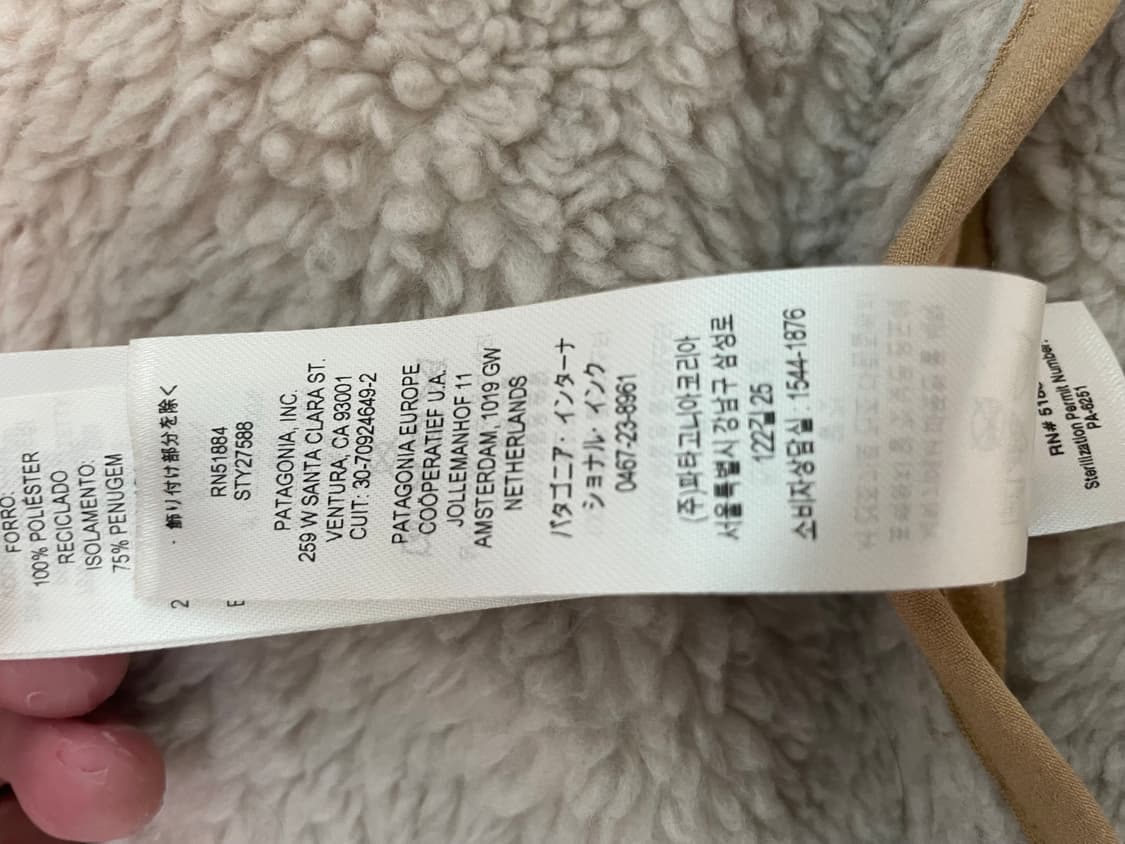 FORRO:
100% POLIÉSTER
RECICLADO
ISOLAMENTO:
75% PENUGEM
2
E
· 飾り付け部分を除く
RN51884
STY27588
PATAGONIA, INC.
259 W SANTA CLARA ST.
VENTURA, CA 93001
CUIT: 30-70924649-2
PATAGONIA EUROPE
COÖPERATIEF U.A.
JOLLEMANHOF 11
AMSTERDAM, 1019 GW
NETHERLANDS
パタゴニア・インターナ
ショナル・インク
0467-23-8961
(주)파타고니아코리아
서울특별시 강남구 삼성로
122길 25
소비자상담실 : 1544-1876
RN#
Sterilization Permit Number:
PA-6251